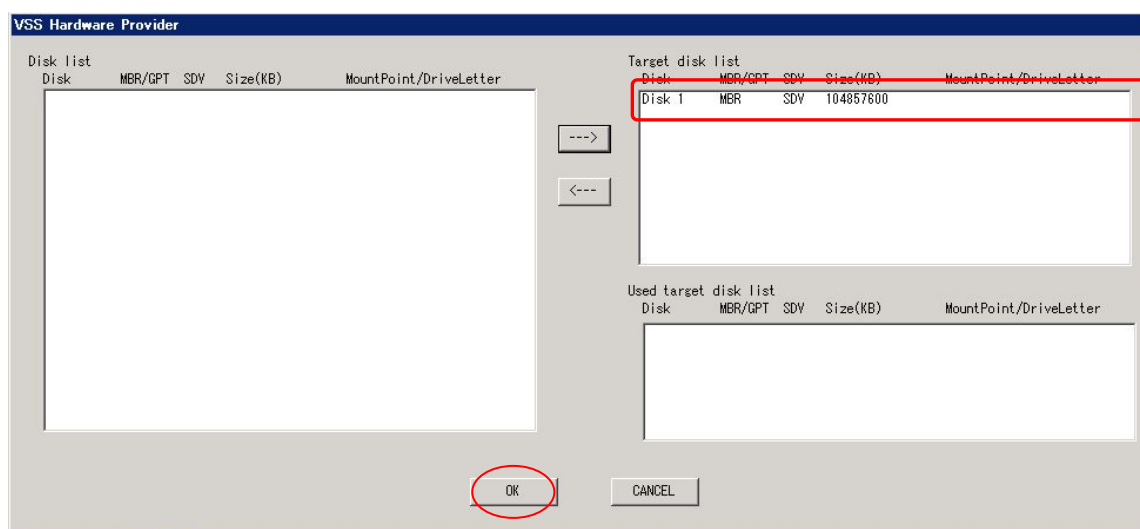 VSS Hardware Provider
Disk list
Disk MBR/GPT SDV Size(KB) MountPoint/DriveLetter
Target disk list
Disk MBR/GPT SDV Size(KB) MountPoint/DriveLetter
Disk 1 MBR SDV 104857600
--->
<---
Used target disk list
Disk MBR/GPT SDV Size(KB) MountPoint/DriveLetter
OK CANCEL